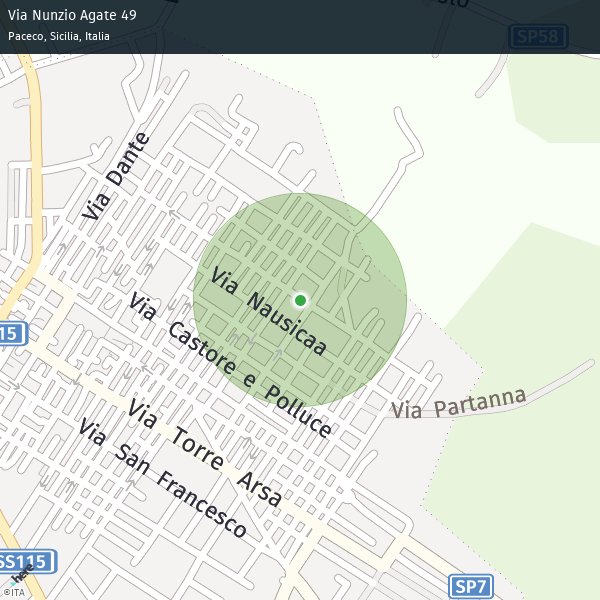 Via Nunzio Agate 49
Paceco, Sicilia, Italia
SP58
Via Dante
Via Nausicaa
Via Castore e Polluce
15
Via Partanna
Via Torre Arsa
Via San Francesco
SS115
here
SP7
©ITA